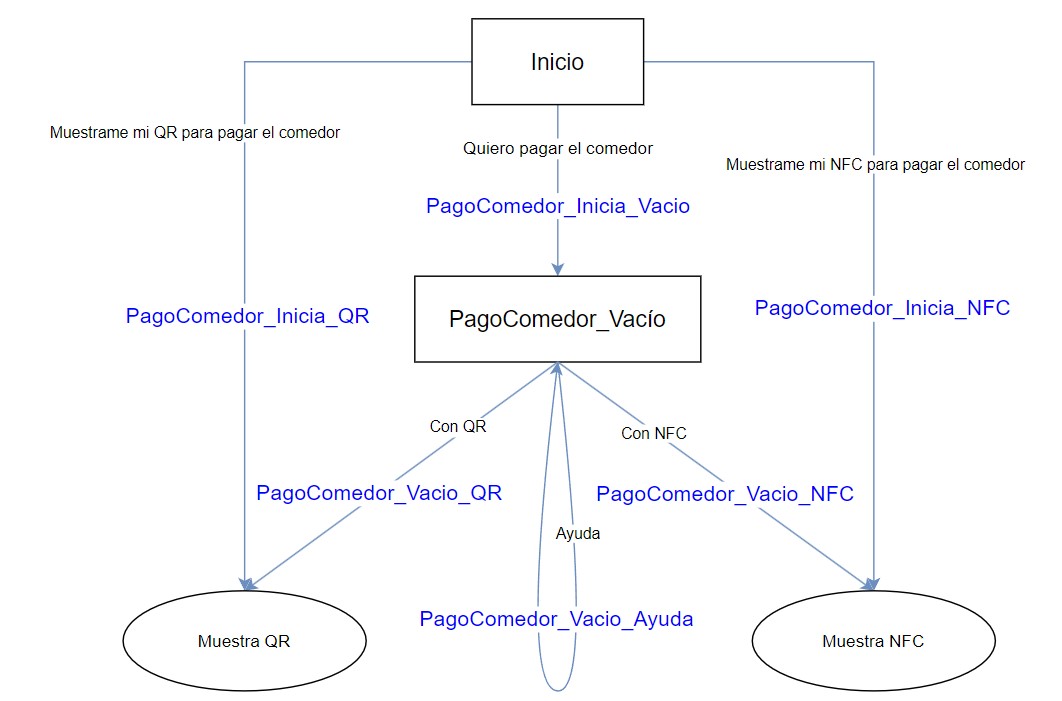 Inicio
Muestrame mi QR para pagar el comedor
Quiero pagar el comedor
Muestrame mi NFC para pagar el comedor
PagoComedor_Inicia_Vacio
PagoComedor_Inicia_QR
PagoComedor_Inicia_NFC
PagoComedor_Vacío
Con QR
Con NFC
PagoComedor_Vacio_QR
PagoComedor_Vacio_NFC
Ayuda
PagoComedor_Vacio_Ayuda
Muestra QR
Muestra NFC